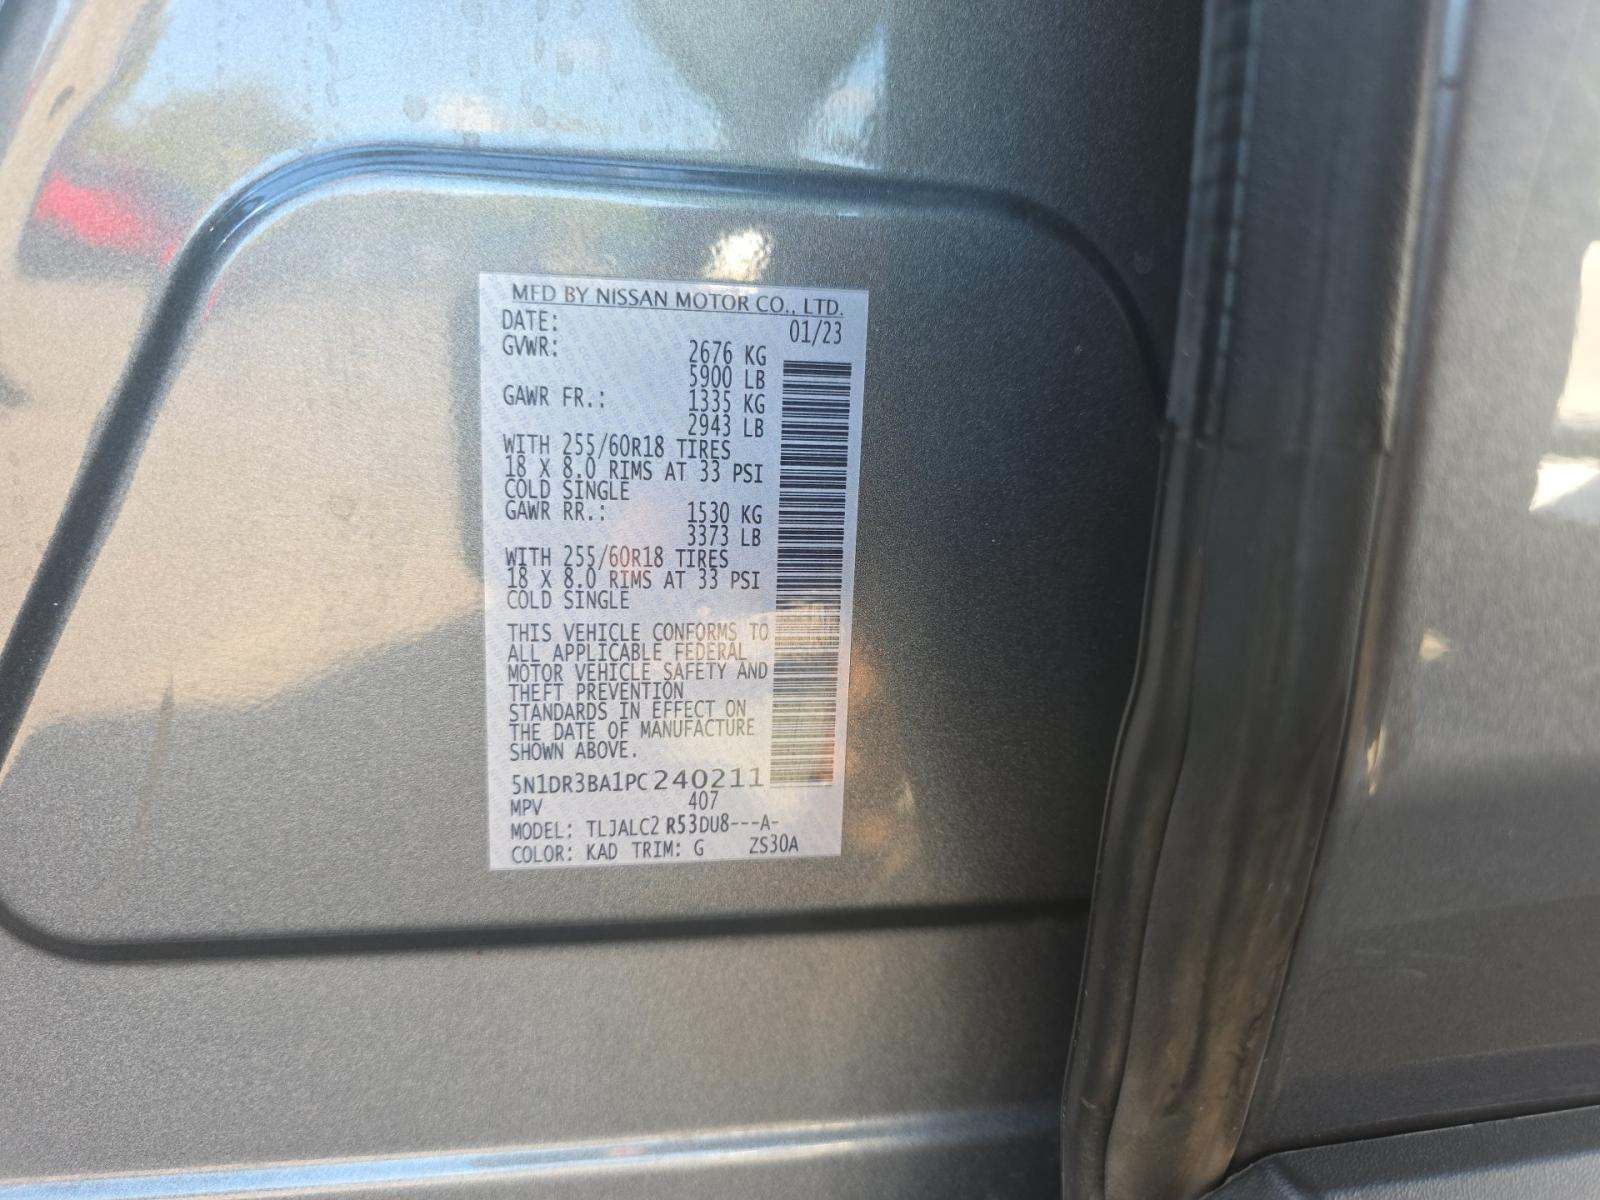 MFD BY NISSAN MOTOR CO., LTD.
DATE: 01/23
GVWR: 2676 KG
5900 LB
GAWR FR.: 1335 KG
2943 LB
WITH 255/60R18 TIRES
18 X 8.0 RIMS AT 33 PSI
COLD SINGLE
GAWR RR.: 1530 KG
3373 LB
WITH 255/60R18 TIRES
18 X 8.0 RIMS AT 33 PSI
COLD SINGLE
THIS VEHICLE CONFORMS TO
ALL APPLICABLE FEDERAL
MOTOR VEHICLE SAFETY AND
THEFT PREVENTION
STANDARDS IN EFFECT ON
THE DATE OF MANUFACTURE
SHOWN ABOVE.
5N1DR3BA1PC240211
MPV 407
MODEL: TLJALC2 R53DU8---A-
COLOR: KAD TRIM: G ZS30A